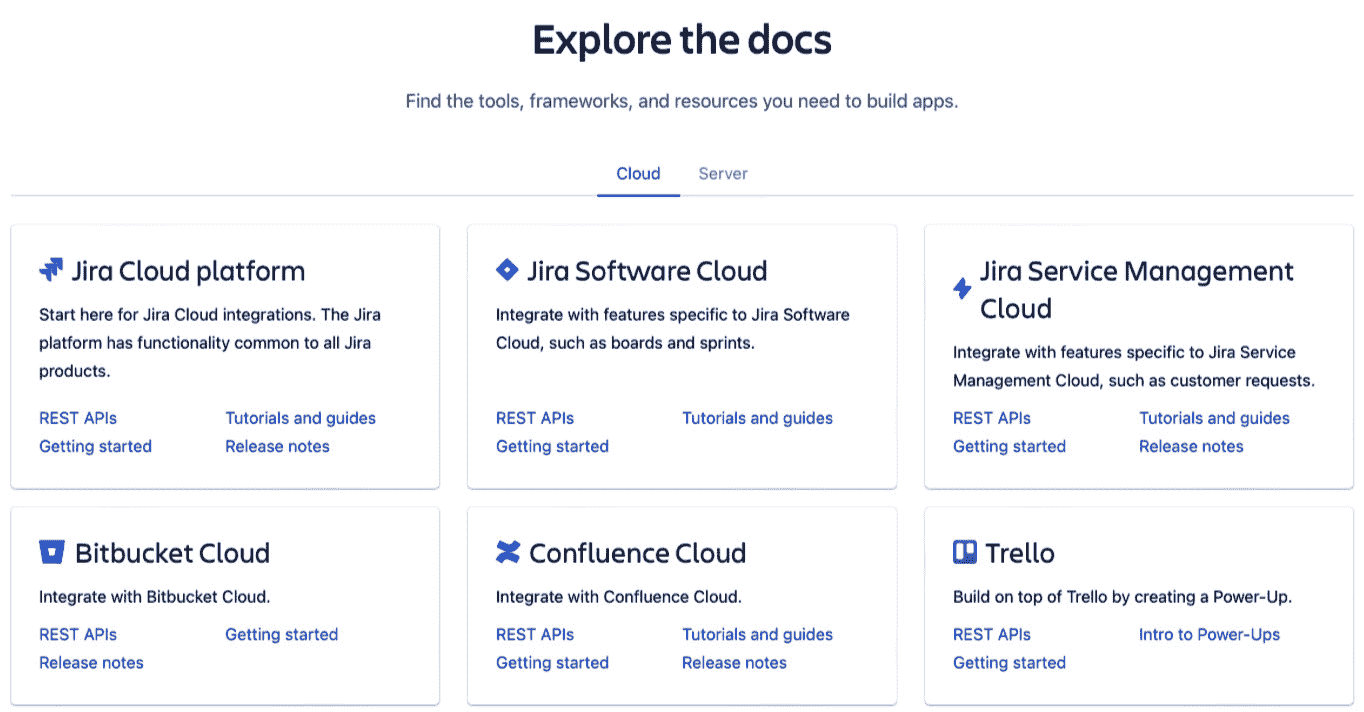 Explore the docs
Find the tools, frameworks, and resources you need to build apps.
Cloud Server
Jira Cloud platform
Start here for Jira Cloud integrations. The Jira
platform has functionality common to all Jira
products.
REST APIs Tutorials and guides
Getting started Release notes
Jira Software Cloud
Integrate with features specific to Jira Software
Cloud, such as boards and sprints.
REST APIs Tutorials and guides
Getting started
Jira Service Management
Cloud
Integrate with features specific to Jira Service
Management Cloud, such as customer requests.
REST APIs Tutorials and guides
Getting started Release notes
Bitbucket Cloud
Integrate with Bitbucket Cloud.
REST APIs Getting started
Release notes
Confluence Cloud
Integrate with Confluence Cloud.
REST APIs Tutorials and guides
Getting started Release notes
Trello
Build on top of Trello by creating a Power-Up.
REST APIs Intro to Power-Ups
Getting started